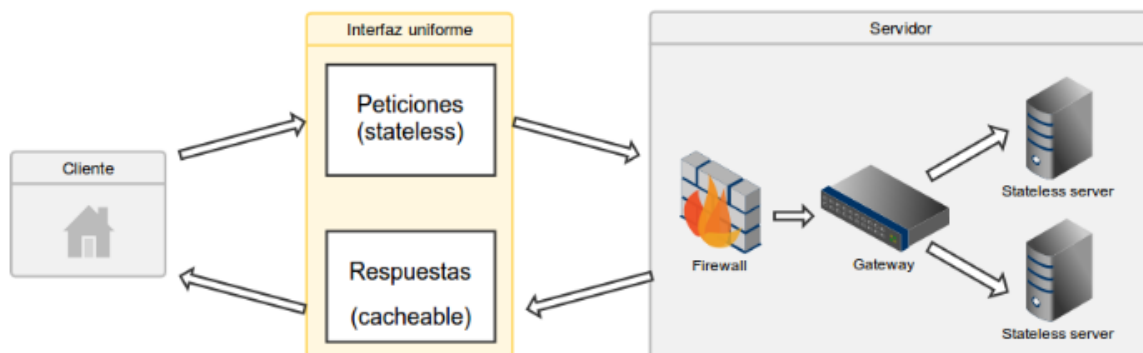 Cliente
Interfaz uniforme
Peticiones
(stateless)
Respuestas
(cacheable)
Servidor
Firewall
Gateway
Stateless server
Stateless server